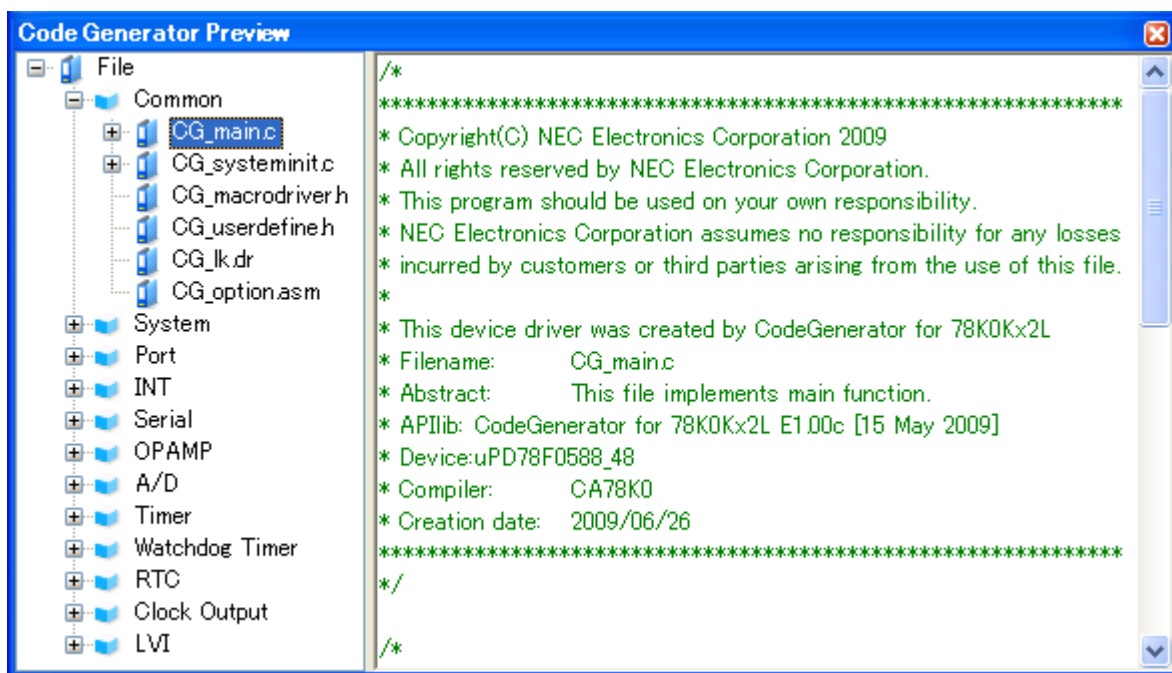 Code Generator Preview
File
Common
CG_main.c
CG_systeminit.c
CG_macrodriver.h
CG_userdefine.h
CG_lk.dr
CG_option.asm
System
Port
INT
Serial
OPAMP
A/D
Timer
Watchdog Timer
RTC
Clock Output
LVI
/*
**************************************************************
* Copyright(C) NEC Electronics Corporation 2009
* All rights reserved by NEC Electronics Corporation.
* This program should be used on your own responsibility.
* NEC Electronics Corporation assumes no responsibility for any losses
* incurred by customers or third parties arising from the use of this file.
*
* This device driver was created by CodeGenerator for 78K0Kx2L
* Filename: CG_main.c
* Abstract: This file implements main function.
* APIlib: CodeGenerator for 78K0Kx2L E1.00c [15 May 2009]
* Device:uPD78F0588_48
* Compiler: CA78K0
* Creation date: 2009/06/26
**************************************************************
*/
/*